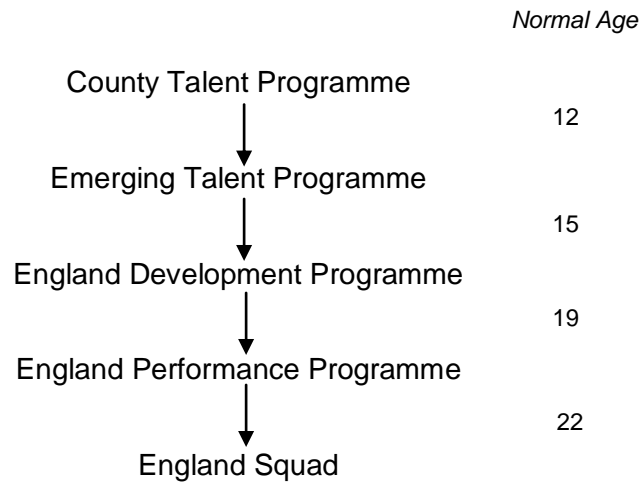 Normal Age
County Talent Programme
12
Emerging Talent Programme
15
England Development Programme
19
England Performance Programme
22
England Squad